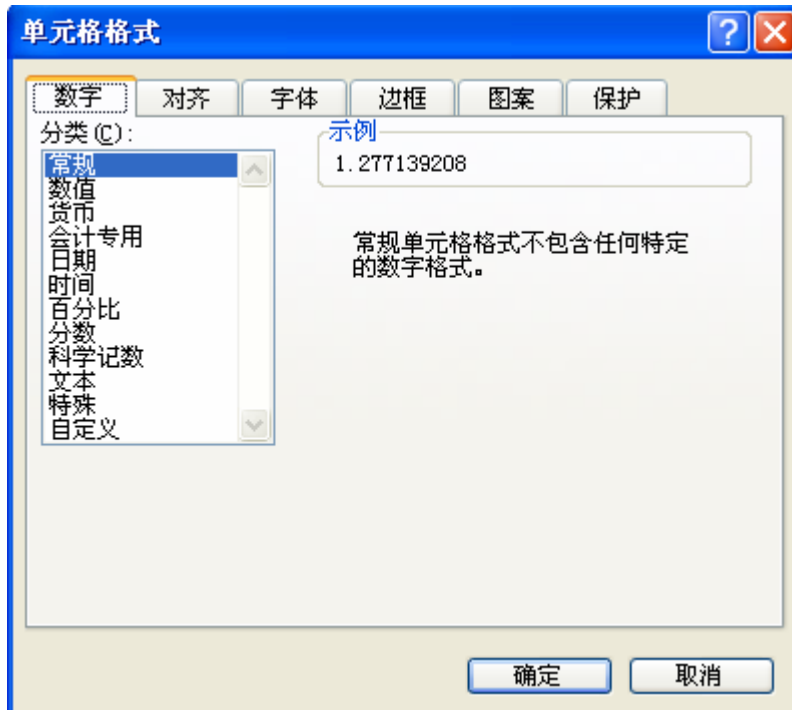 单元格格式
数字 对齐 字体 边框 图案 保护
分类(C):
常规
数值
货币
会计专用
日期
时间
百分比
分数
科学记数
文本
特殊
自定义
示例
1.277139208
常规单元格格式不包含任何特定
的数字格式。
确定 取消